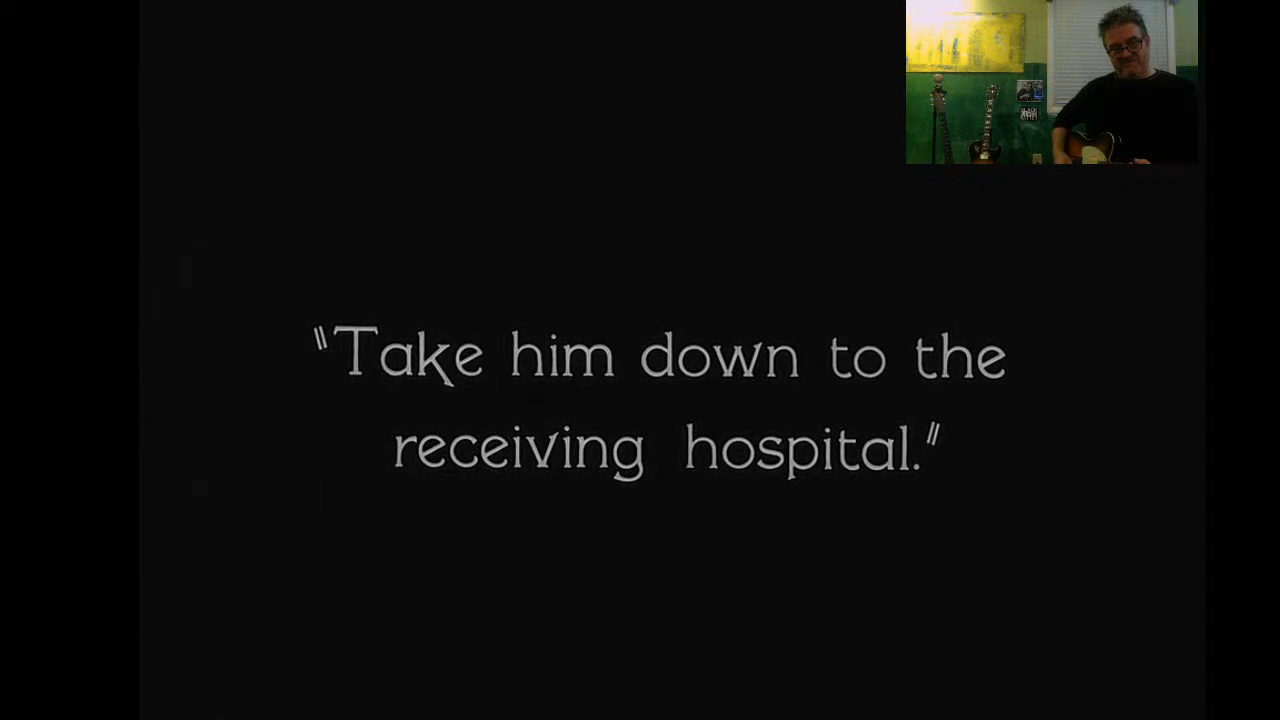 "Take him down to the
receiving hospital."